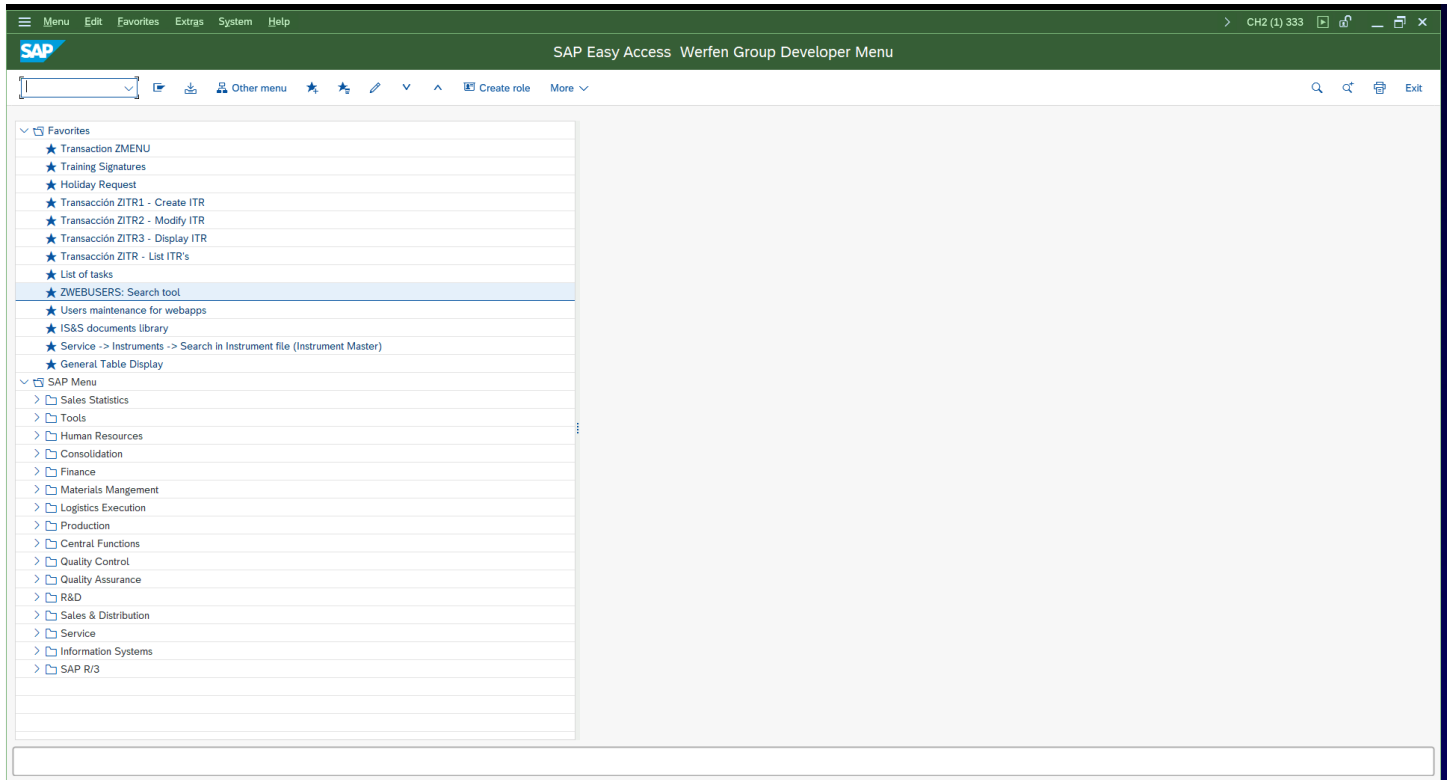 Menu Edit Favorites Extras System Help CH2 (1) 333
SAP SAP Easy Access Werfen Group Developer Menu
Other menu Create role More Exit
Favorites
Transaction ZMENU
Training Signatures
Holiday Request
Transacción ZITR1 - Create ITR
Transacción ZITR2 - Modify ITR
Transacción ZITR3 - Display ITR
Transacción ZITR - List ITR's
List of tasks
ZWEBUSERS: Search tool
Users maintenance for webapps
IS&S documents library
Service -> Instruments -> Search in Instrument file (Instrument Master)
General Table Display
SAP Menu
Sales Statistics
Tools
Human Resources
Consolidation
Finance
Materials Mangement
Logistics Execution
Production
Central Functions
Quality Control
Quality Assurance
R&D
Sales & Distribution
Service
Information Systems
SAP R/3